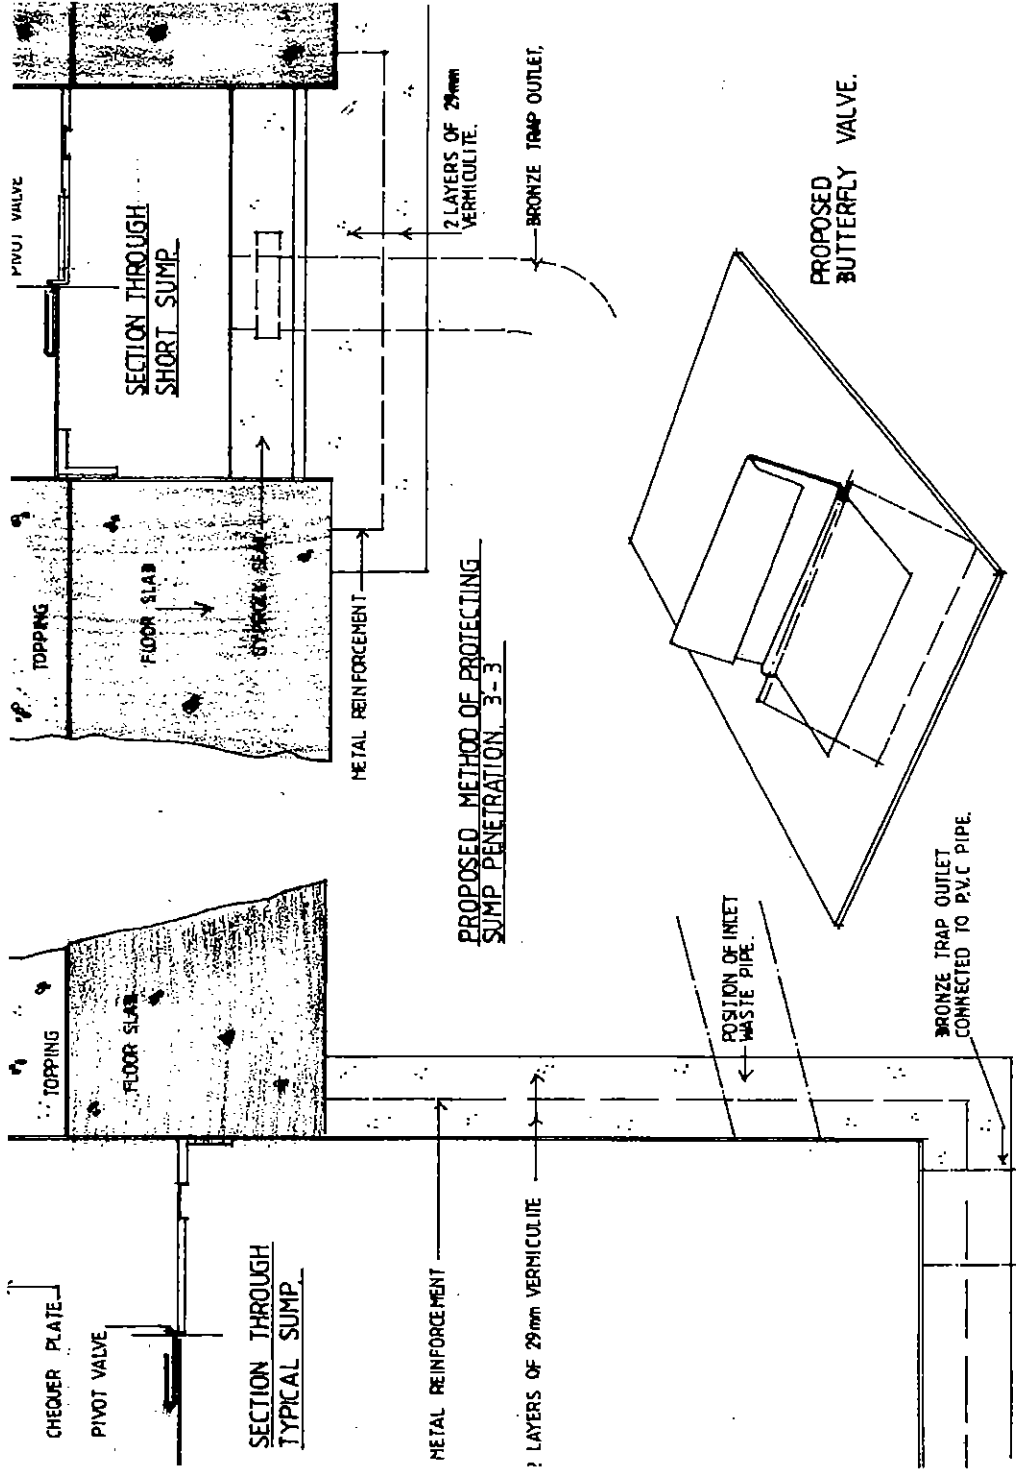 CHEQUER PLATE
PIVOT VALVE
SECTION THROUGH
TYPICAL SUMP.
METAL REINFORCEMENT
2 LAYERS OF 29mm VERMICULITE
TOPPING
FLOOR SLAB
POSITION OF INLET
WASTE PIPE.
BRONZE TRAP OUTLET
CONNECTED TO P.V.C PIPE.
PROPOSED METHOD OF PROTECTING
SUMP PENETRATION 3-3
TOPPING
FLOOR SLAB
GYPROCK SEAL
METAL REINFORCEMENT
PIVOT VALVE
SECTION THROUGH
SHORT SUMP.
2 LAYERS OF 29mm
VERMICULITE.
BRONZE TRAP OUTLET.
PROPOSED
BUTTERFLY VALVE.